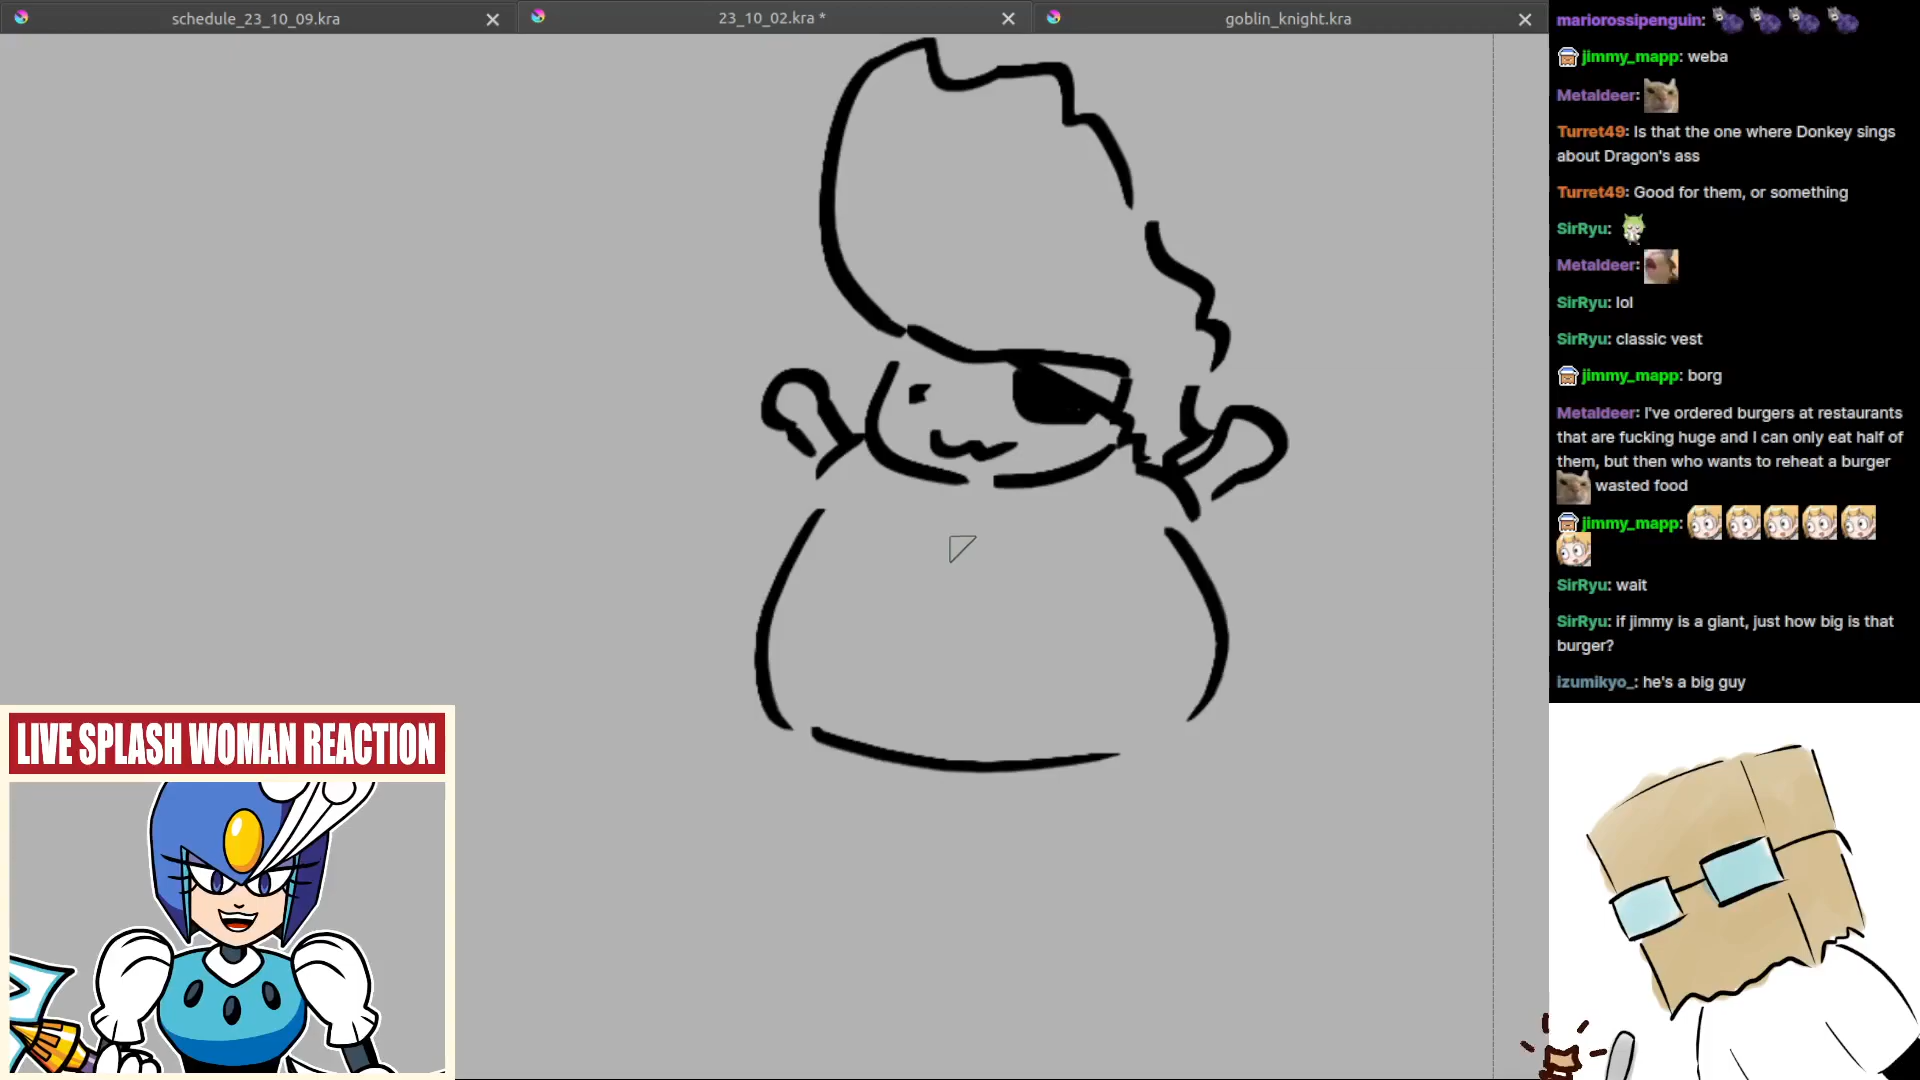 schedule_23_10_09.kra
23_10_02.kra *
goblin_knight.kra
mariorossipenguin:
jimmy_mapp: weba
Metaldeer:
Turret49: Is that the one where Donkey sings
about Dragon's ass
Turret49: Good for them, or something
SirRyu:
Metaldeer:
SirRyu: lol
SirRyu: classic vest
jimmy_mapp: borg
Metaldeer: I've ordered burgers at restaurants
that are fucking huge and I can only eat half of
them, but then who wants to reheat a burger
wasted food
jimmy_mapp:
SirRyu: wait
SirRyu: if jimmy is a giant, just how big is that
burger?
izumikyo_: he's a big guy
LIVE SPLASH WOMAN REACTION